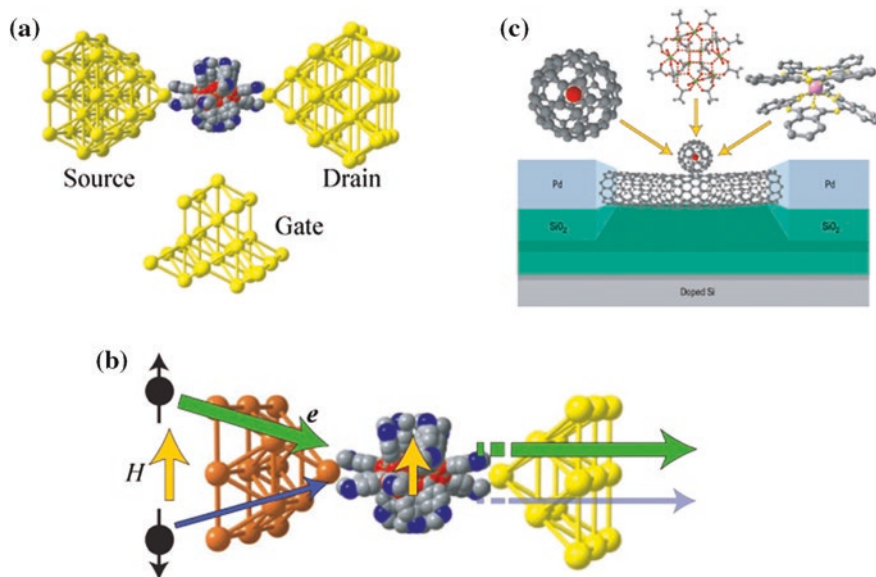 (a)
Source
Drain
Gate
(c)
Pd
Pd
SiO₂
SiO₂
Doped Si
(b)
e
H